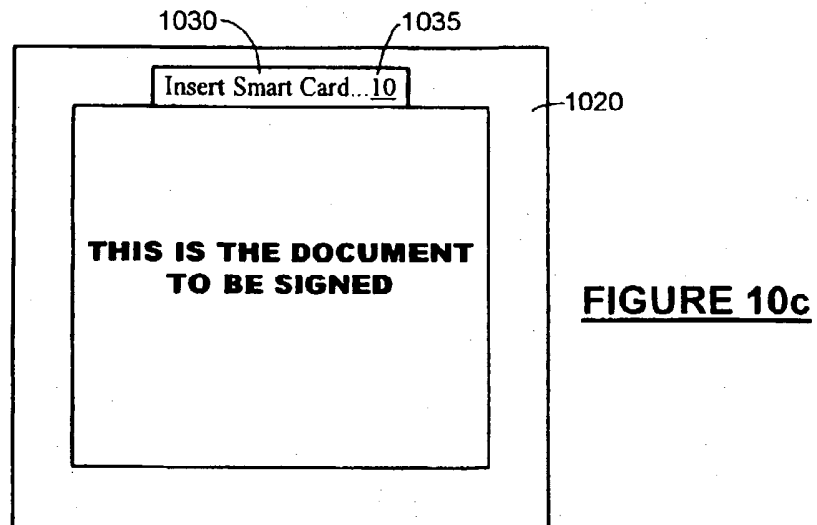 1030 1035
Insert Smart Card...10
1020
THIS IS THE DOCUMENT
TO BE SIGNED
FIGURE 10c